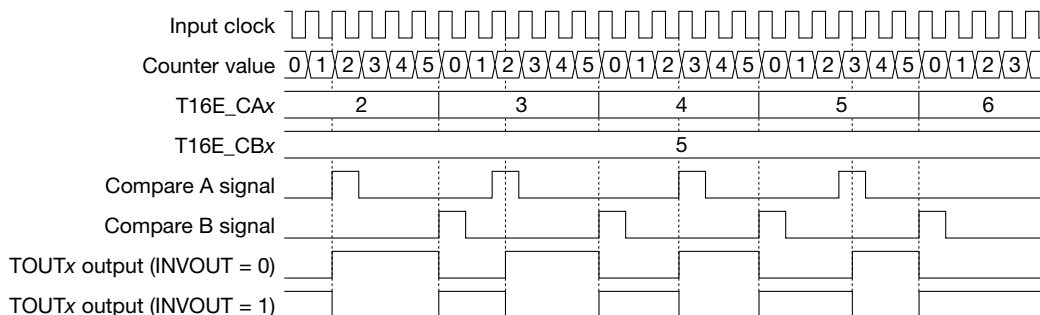 Input clock
Counter value 0 1 2 3 4 5 0 1 2 3 4 5 0 1 2 3 4 5 0 1 2 3 4 5 0 1 2 3
T16E_CAx 2 3 4 5 6
T16E_CBx 5
Compare A signal
Compare B signal
TOUTx output (INVOUT = 0)
TOUTx output (INVOUT = 1)